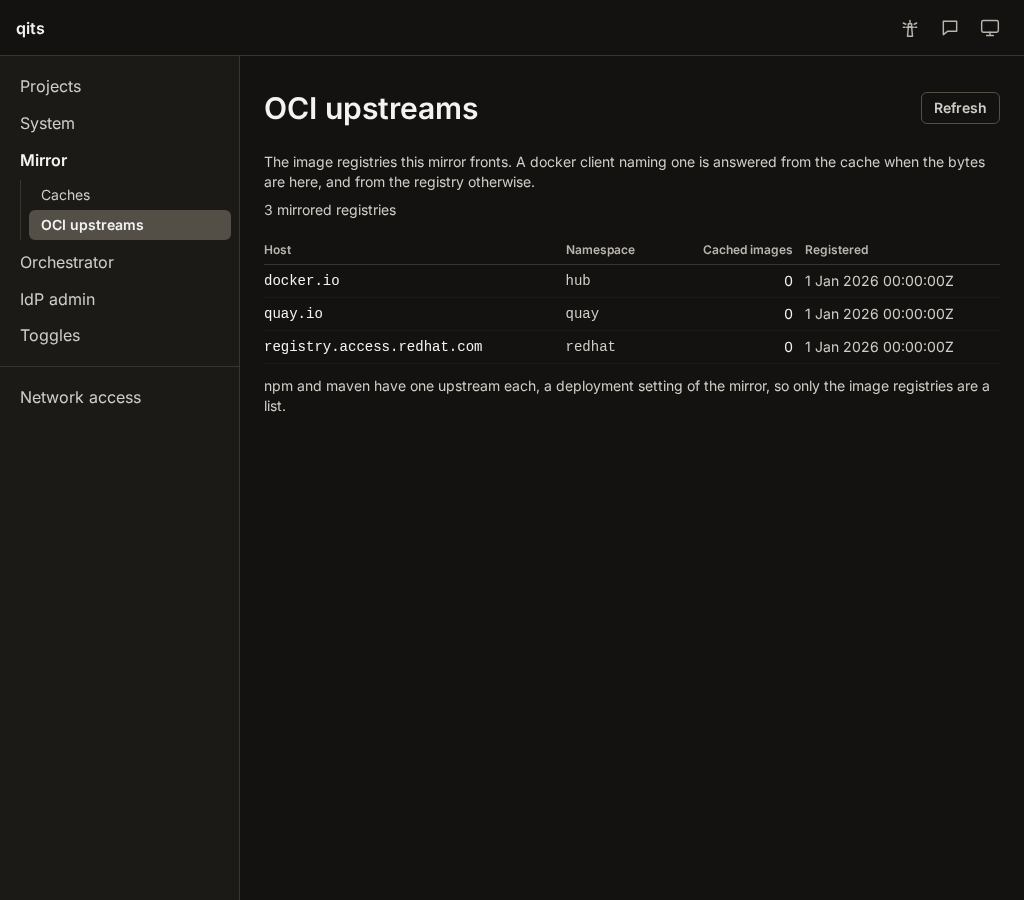 qits
Projects
System
Mirror
Caches
OCI upstreams
Orchestrator
IdP admin
Toggles
Network access
OCI upstreams
Refresh
The image registries this mirror fronts. A docker client naming one is answered from the cache when the bytes
are here, and from the registry otherwise.
3 mirrored registries
Host Namespace Cached images Registered
docker.io hub 0 1 Jan 2026 00:00:00Z
quay.io quay 0 1 Jan 2026 00:00:00Z
registry.access.redhat.com redhat 0 1 Jan 2026 00:00:00Z
npm and maven have one upstream each, a deployment setting of the mirror, so only the image registries are a
list.